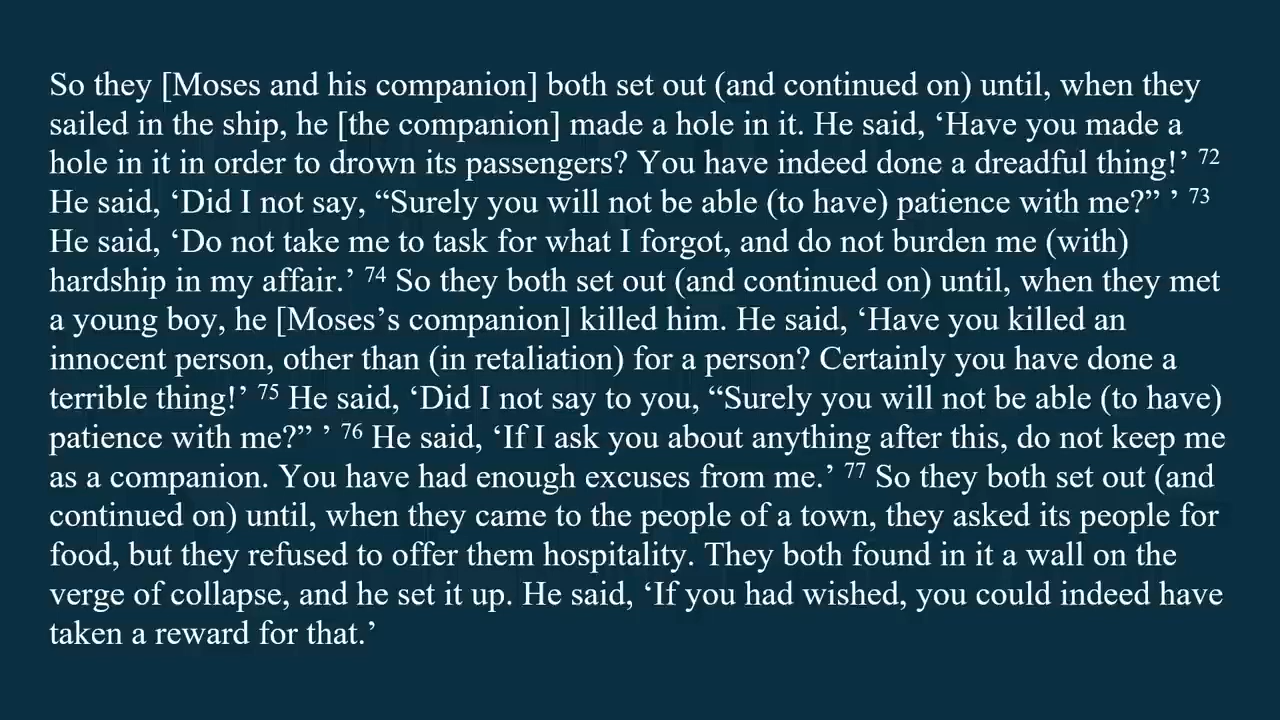 So they [Moses and his companion] both set out (and continued on) until, when they
sailed in the ship, he [the companion] made a hole in it. He said, ‘Have you made a
hole in it in order to drown its passengers? You have indeed done a dreadful thing!’ 72
He said, ‘Did I not say, “Surely you will not be able (to have) patience with me?” ’ 73
He said, ‘Do not take me to task for what I forgot, and do not burden me (with)
hardship in my affair.’ 74 So they both set out (and continued on) until, when they met
a young boy, he [Moses’s companion] killed him. He said, ‘Have you killed an
innocent person, other than (in retaliation) for a person? Certainly you have done a
terrible thing!’ 75 He said, ‘Did I not say to you, “Surely you will not be able (to have)
patience with me?” ’ 76 He said, ‘If I ask you about anything after this, do not keep me
as a companion. You have had enough excuses from me.’ 77 So they both set out (and
continued on) until, when they came to the people of a town, they asked its people for
food, but they refused to offer them hospitality. They both found in it a wall on the
verge of collapse, and he set it up. He said, ‘If you had wished, you could indeed have
taken a reward for that.’